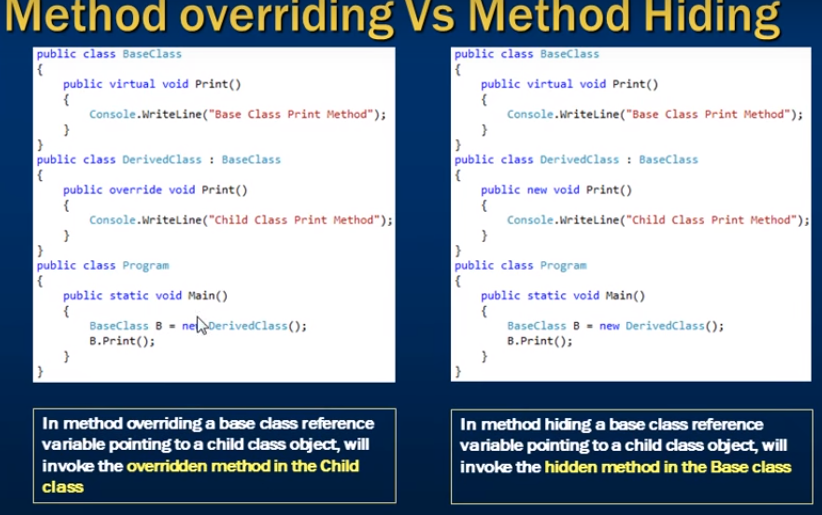 Method overriding Vs Method Hiding
public class BaseClass
{
public virtual void Print()
{
Console.WriteLine("Base Class Print Method");
}
}
public class DerivedClass : BaseClass
{
public override void Print()
{
Console.WriteLine("Child Class Print Method");
}
}
public class Program
{
public static void Main()
{
BaseClass B = new DerivedClass();
B.Print();
}
}
In method overriding a base class reference
variable pointing to a child class object, will
invoke the overridden method in the Child
class
public class BaseClass
{
public virtual void Print()
{
Console.WriteLine("Base Class Print Method");
}
}
public class DerivedClass : BaseClass
{
public new void Print()
{
Console.WriteLine("Child Class Print Method");
}
}
public class Program
{
public static void Main()
{
BaseClass B = new DerivedClass();
B.Print();
}
}
In method hiding a base class reference
variable pointing to a child class object, will
invoke the hidden method in the Base class